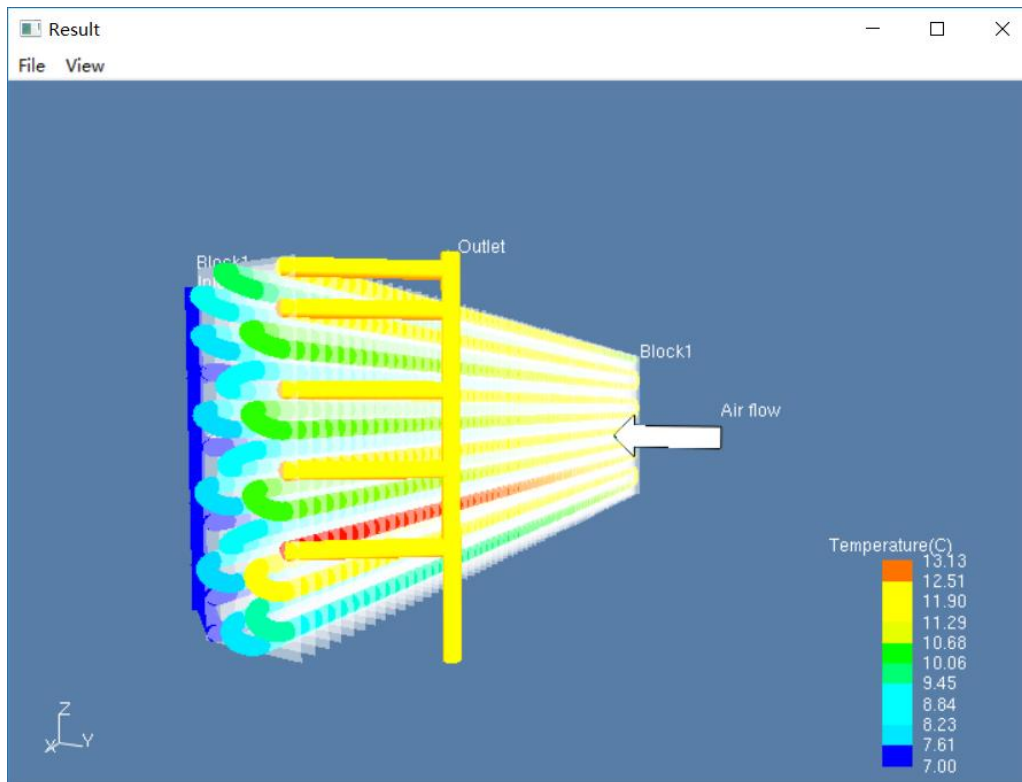 Result
File View
Outlet
Block1
Block1
Air flow
Temperature(C)
13.13
12.51
11.90
11.29
10.68
10.06
9.45
8.84
8.23
7.61
7.00
Z
X Y